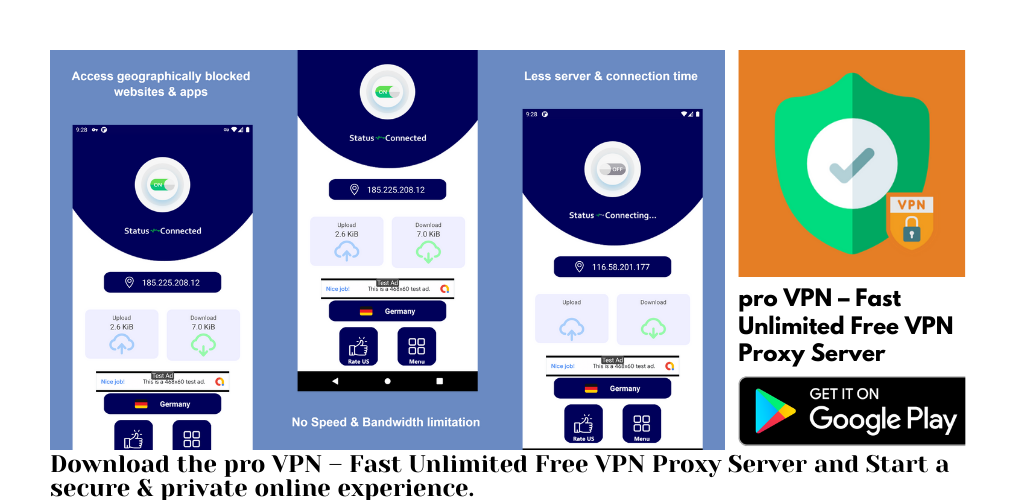 Access geographically blocked
websites & apps
9:28
ON
Status Connected
185.225.208.12
Upload
2.6 KiB
Download
7.0 KiB
Test Ad
Nice job!
This is a 468x60 test ad.
Germany
ON
Status Connected
185.225.208.12
Upload
2.6 KiB
Download
7.0 KiB
Test Ad
Nice job!
This is a 468x60 test ad.
Germany
Rate US
Menu
No Speed & Bandwidth limitation
Less server & connection time
9:28
OFF
Status Connecting...
116.58.201.177
Upload
Download
Test Ad
Nice job!
This is a 468x60 test ad.
Germany
Rate US
Menu
VPN
pro VPN – Fast
Unlimited Free VPN
Proxy Server
GET IT ON
Google Play
Download the pro VPN – Fast Unlimited Free VPN Proxy Server and Start a
secure & private online experience.